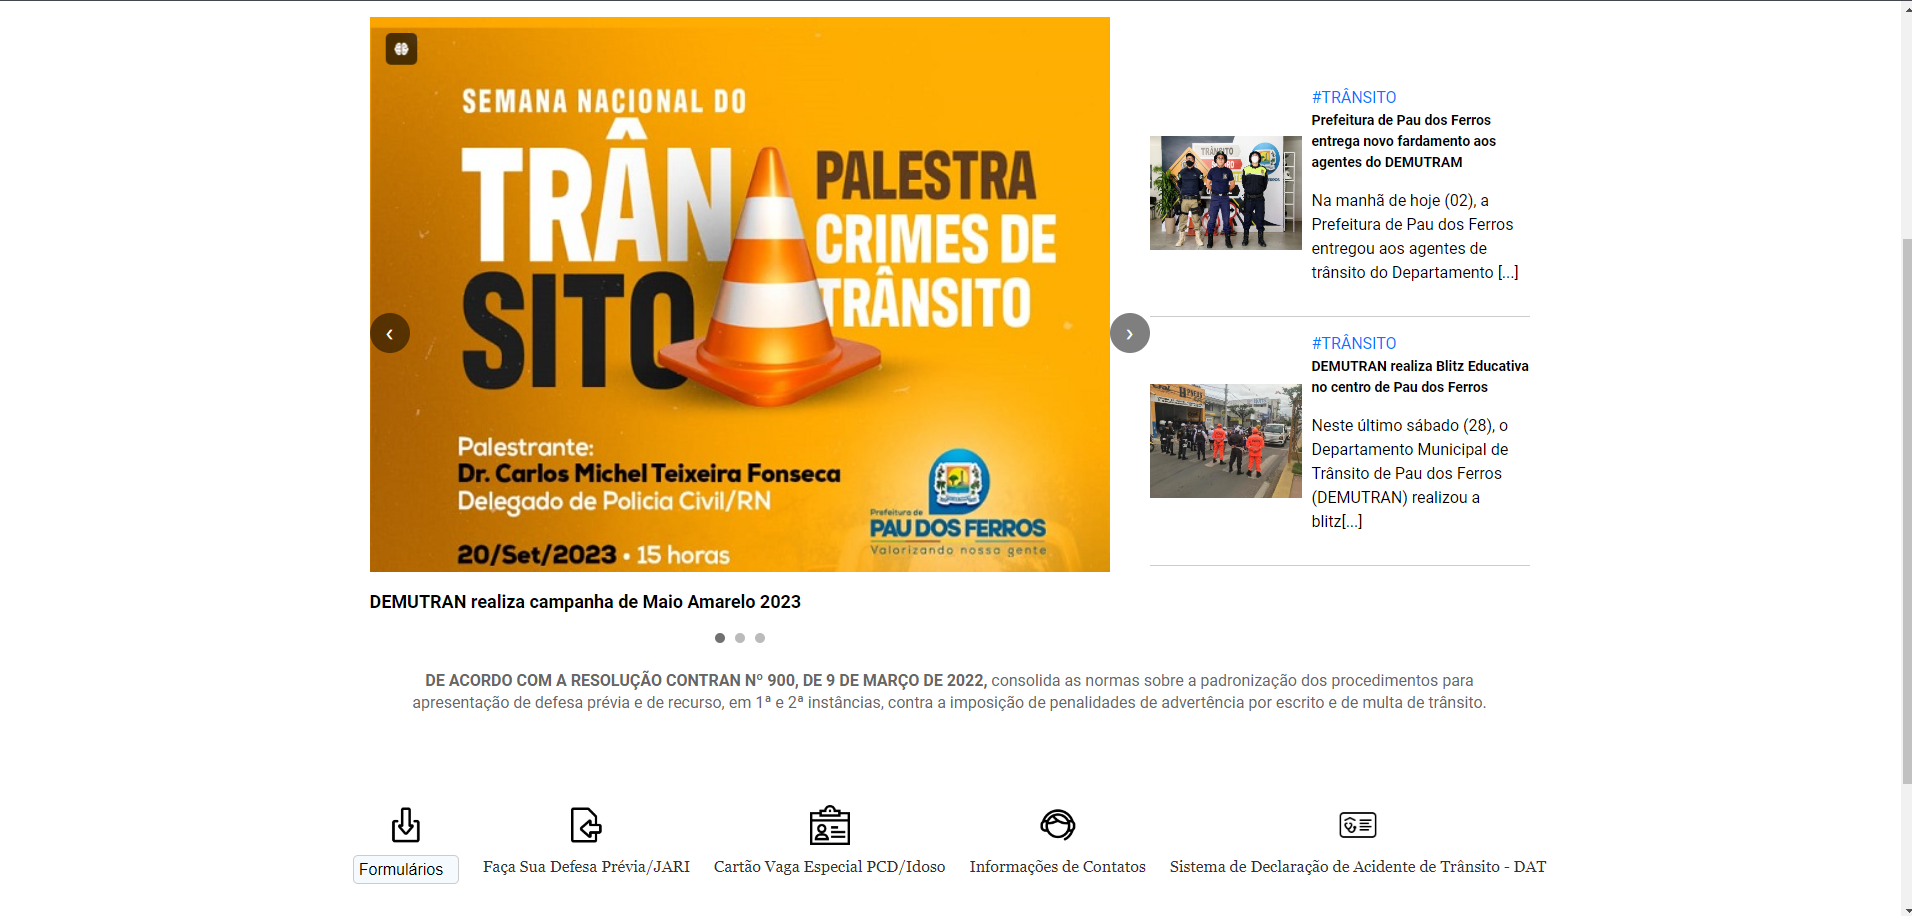 SEMANA NACIONAL DO
TRÂN
SITO
PALESTRA
CRIMES DE
TRÂNSITO
Palestrante:
Dr. Carlos Michel Teixeira Fonseca
Delegado de Policia Civil/RN
20/Set/2023 • 15 horas
Prefeitura de
PAU DOS FERROS
Valorizando nossa gente
‹
›
DEMUTRAN realiza campanha de Maio Amarelo 2023
#TRÂNSITO
Prefeitura de Pau dos Ferros
entrega novo fardamento aos
agentes do DEMUTRAM
Na manhã de hoje (02), a
Prefeitura de Pau dos Ferros
entregou aos agentes de
trânsito do Departamento [...]
TRÂNSITO
#TRÂNSITO
DEMUTRAN realiza Blitz Educativa
no centro de Pau dos Ferros
Neste último sábado (28), o
Departamento Municipal de
Trânsito de Pau dos Ferros
(DEMUTRAN) realizou a
blitz[...]
DE ACORDO COM A RESOLUÇÃO CONTRAN Nº 900, DE 9 DE MARÇO DE 2022, consolida as normas sobre a padronização dos procedimentos para
apresentação de defesa prévia e de recurso, em 1ª e 2ª instâncias, contra a imposição de penalidades de advertência por escrito e de multa de trânsito.
Formulários
Faça Sua Defesa Prévia/JARI
Cartão Vaga Especial PCD/Idoso
Informações de Contatos
Sistema de Declaração de Acidente de Trânsito - DAT